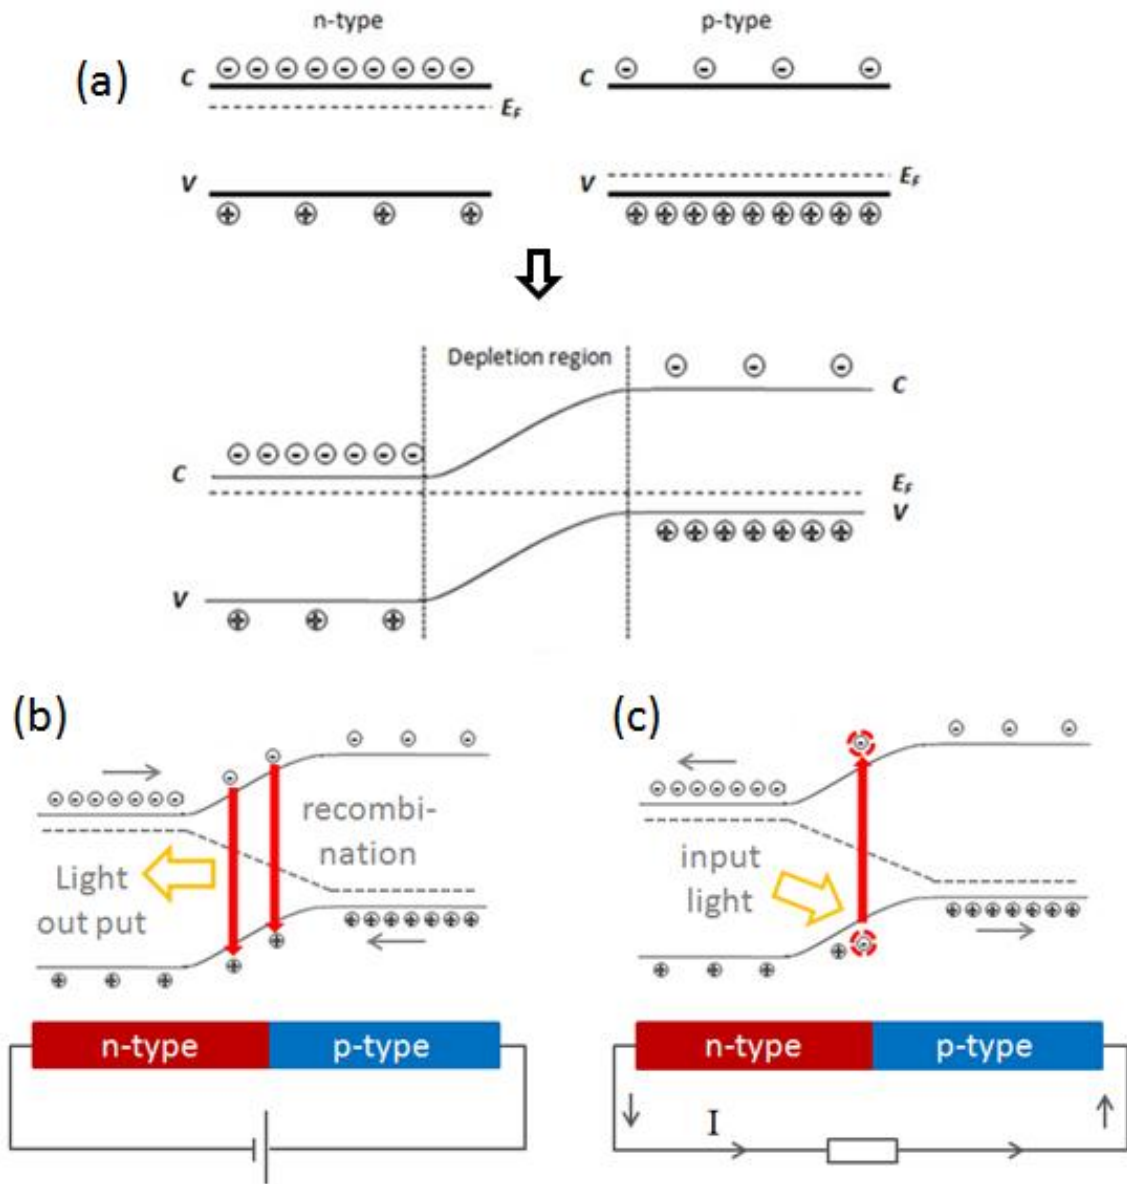 n-type
p-type
(a)
C
E_F
V
C
V
E_F
Depletion region
C
C
E_F
V
V
(b)
(c)
recombi-
nation
Light
out put
input
light
n-type p-type
n-type p-type
I